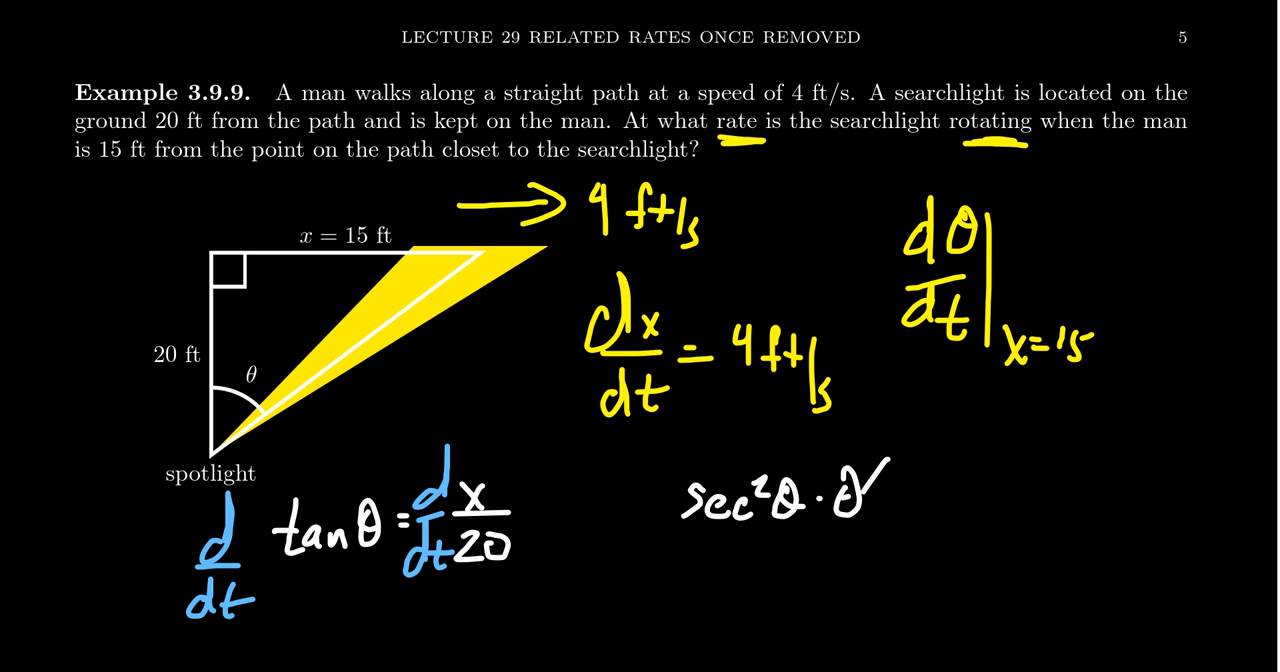 LECTURE 29 RELATED RATES ONCE REMOVED 5
Example 3.9.9. A man walks along a straight path at a speed of 4 ft/s. A searchlight is located on the
ground 20 ft from the path and is kept on the man. At what rate is the searchlight rotating when the man
is 15 ft from the point on the path closet to the searchlight?
4 ft/s
x = 15 ft
dθ/dt|x=15
dx/dt = 4 ft/s
20 ft
θ
spotlight
d/dt tan θ = d/dt x/20
sec²θ · θ′